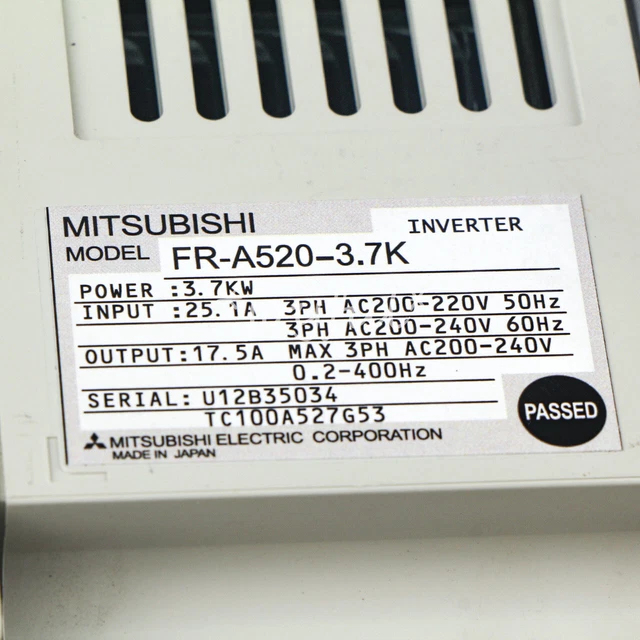 MITSUBISHI INVERTER
MODEL FR-A520-3.7K
POWER :3.7KW
INPUT :25.1A 3PH AC200-220V 50Hz
3PH AC200-240V 60Hz
OUTPUT:17.5A MAX 3PH AC200-240V
0.2-400Hz
SERIAL: U12B35034
TC100A527G53
PASSED
MITSUBISHI ELECTRIC CORPORATION
MADE IN JAPAN